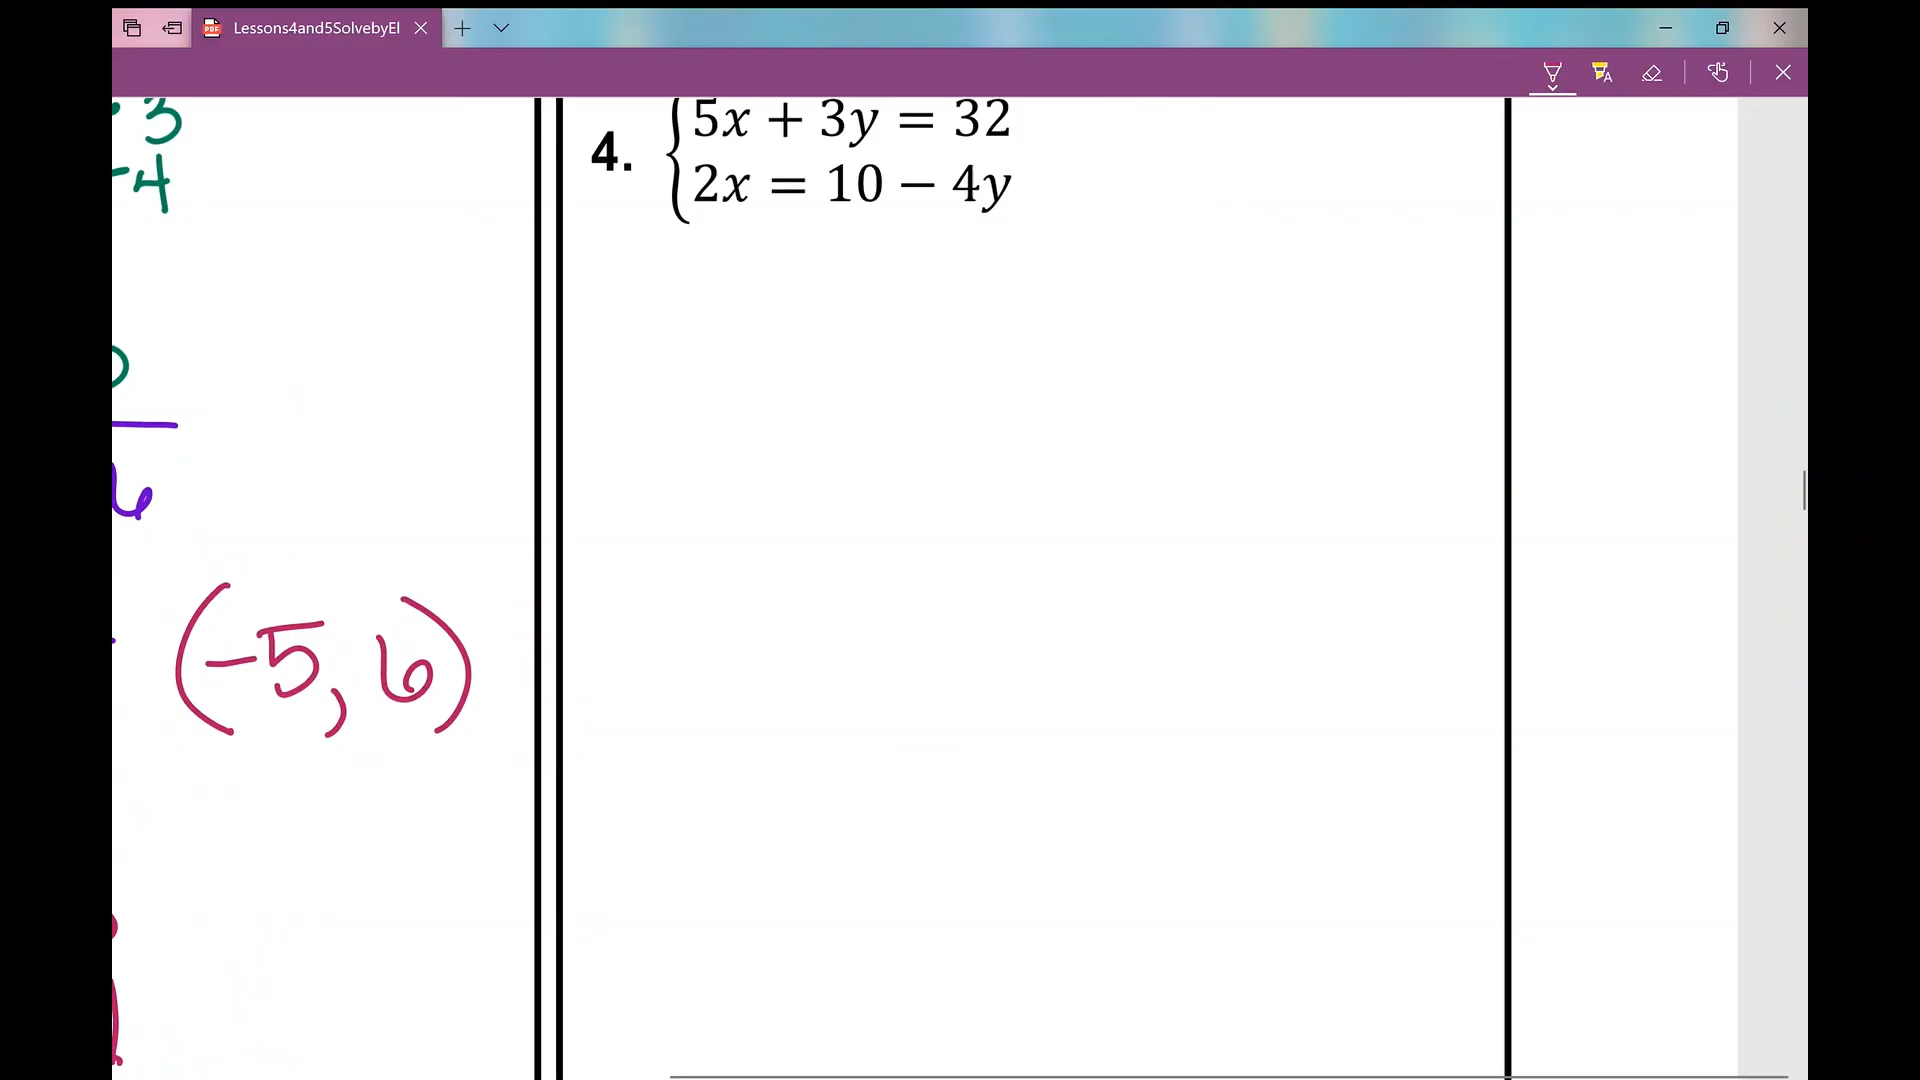 Lessons4and5SolvebyEl
3
-4
6
(-5, 6)
4.
5x + 3y = 32
2x = 10 − 4y